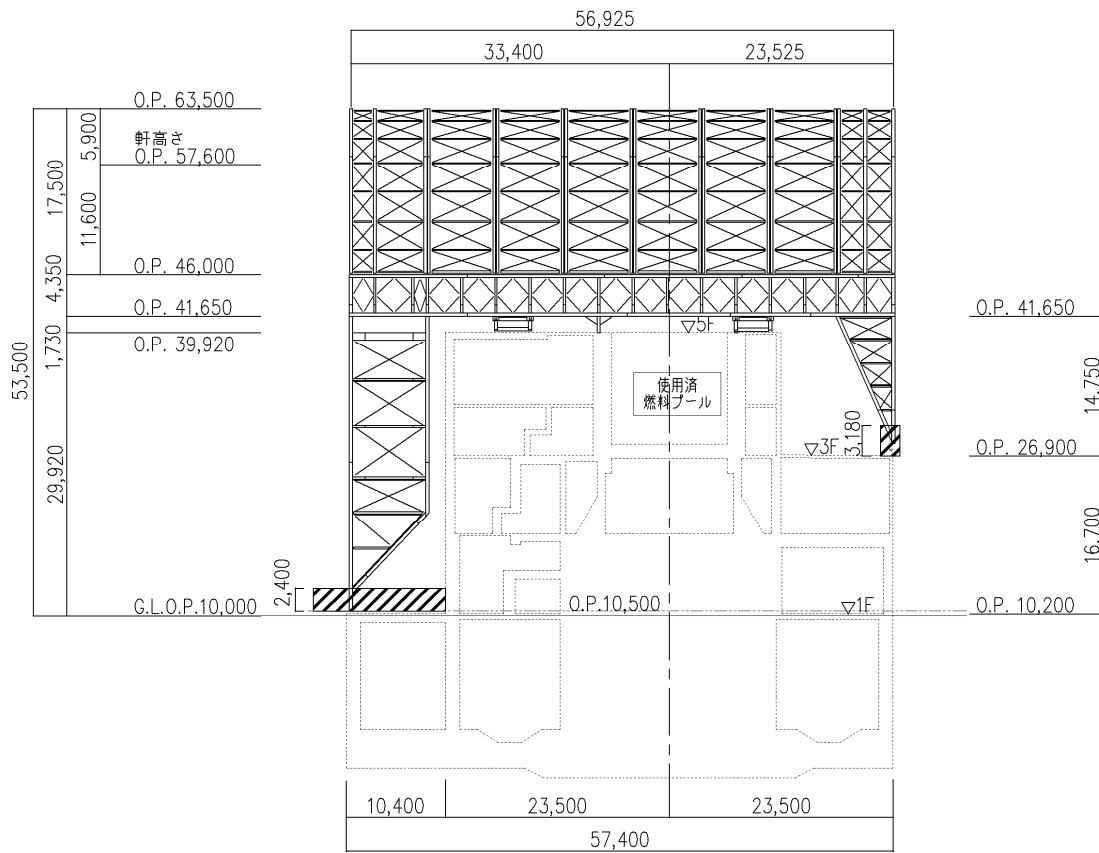 56,925
33,400
23,525
O.P. 63,500
軒高さ
O.P. 57,600
5,900
17,500
11,600
O.P. 46,000
4,350
O.P. 41,650
O.P. 41,650
▽5F
1,730
O.P. 39,920
53,500
使用済
燃料プール
14,750
3,180
▽3F
O.P. 26,900
29,920
16,700
2,400
G.L.O.P.10,000
O.P.10,500
▽1F
O.P. 10,200
10,400
23,500
23,500
57,400